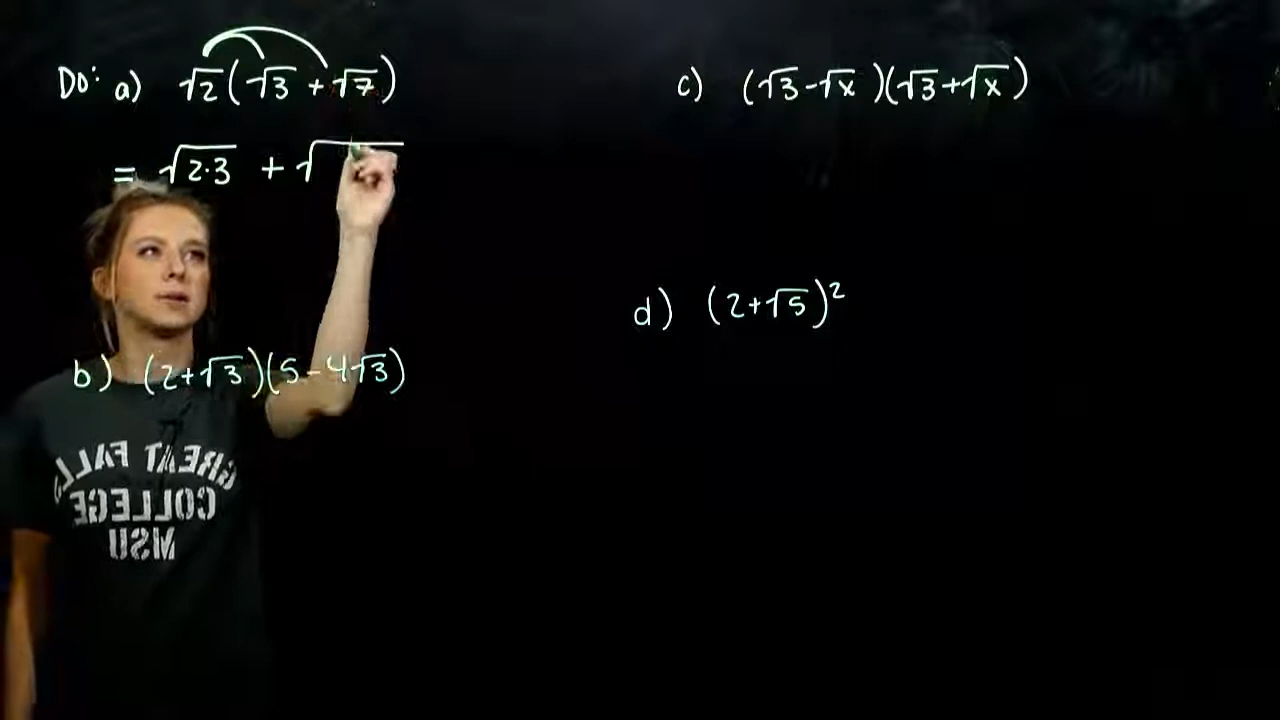 Do: a) √2(√3 + √7)
= √2·3 + √
b) (2+√3)(5-4√3)
c) (√3-√x)(√3+√x)
d) (2+√5)²
GREAT FALLS
COLLEGE
MSU